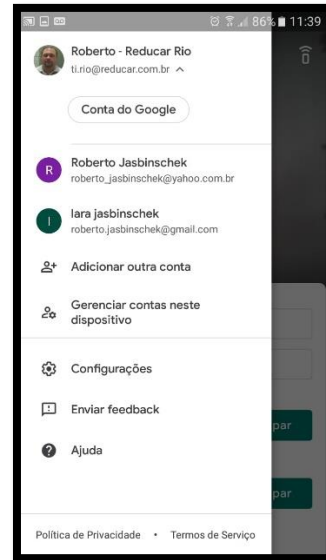 86% 11:39
Roberto - Reducar Rio
ti.rio@reducar.com.br
Conta do Google
R
Roberto Jasbinschek
roberto_jasbinschek@yahoo.com.br
I
Iara jasbinschek
roberto.jasbinschek@gmail.com
Adicionar outra conta
Gerenciar contas neste
dispositivo
Configurações
Enviar feedback
par
Ajuda
par
Política de Privacidade • Termos de Serviço